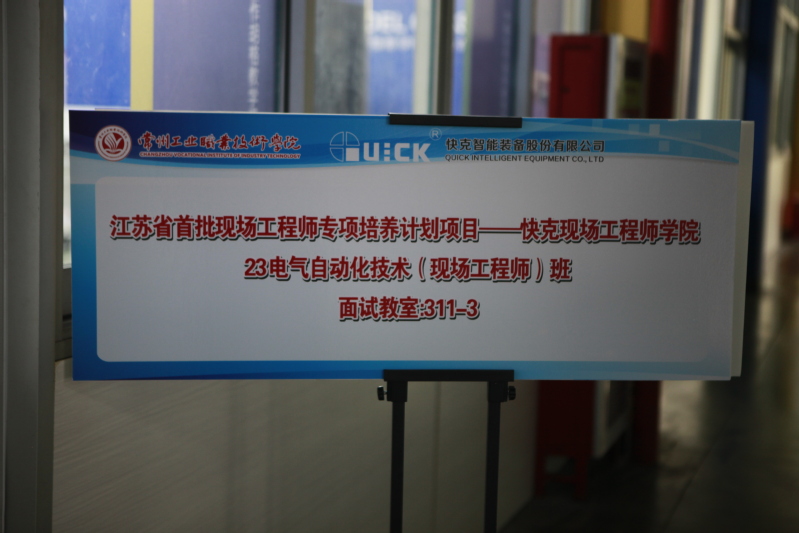 常州工业职业技术学院
CHANGZHOU VOCATIONAL INSTITUTE OF INDUSTRY TECHNOLOGY
QUICK®
快克智能装备股份有限公司
QUICK INTELLIGENT EQUIPMENT CO., LTD
江苏省首批现场工程师专项培养计划项目——快克现场工程师学院
23电气自动化技术（现场工程师）班
面试教室:311-3